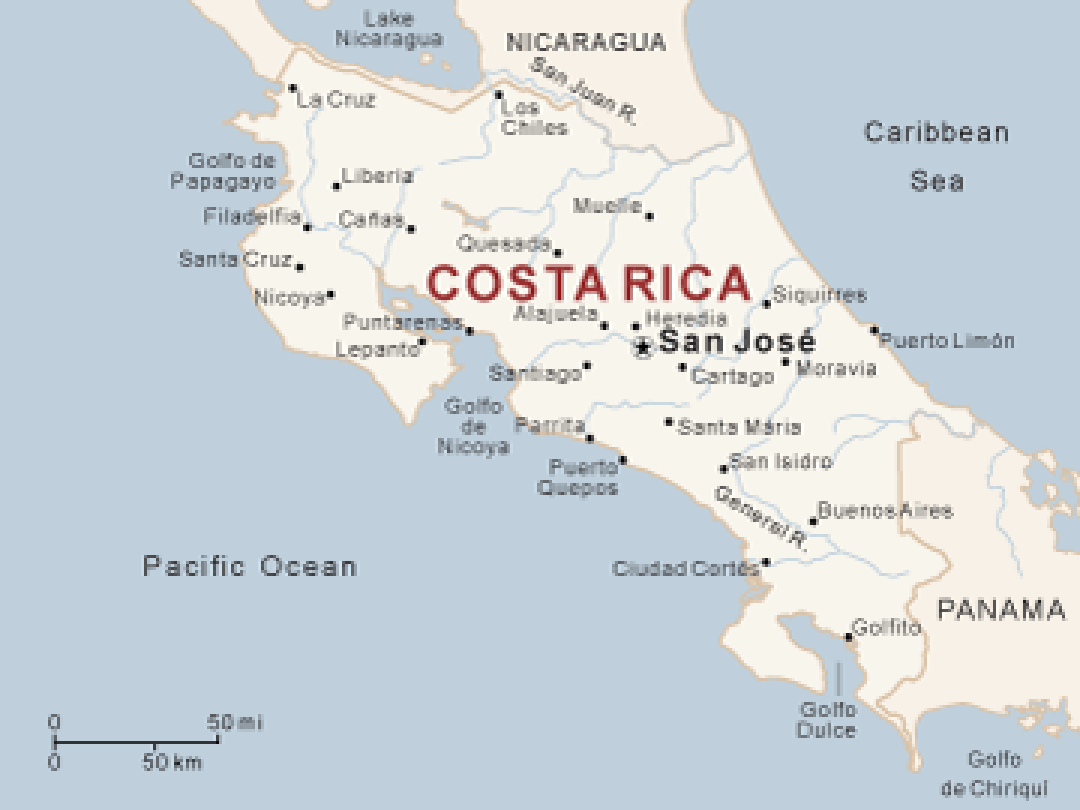 Lake
Nicaragua
NICARAGUA
San Juan R.
La Cruz
Los
Chiles
Caribbean
Sea
Golfo de
Papagayo
Liberia
Filadelfia
Cañas
Muelle
Quesada
Santa Cruz
COSTA RICA
Nicoya
Siquirres
Puntarenas
Alajuela
Heredia
San José
Puerto Limón
Lepanto
Santiago
Cartago
Moravia
Golfo
de
Nicoya
Parrita
Santa Maria
Puerto
Quepos
San Isidro
General R.
Buenos Aires
Pacific Ocean
Ciudad Cortés
PANAMA
Golfito
Golfo
Dulce
0
50 mi
0
50 km
Golfo
de Chiriquí